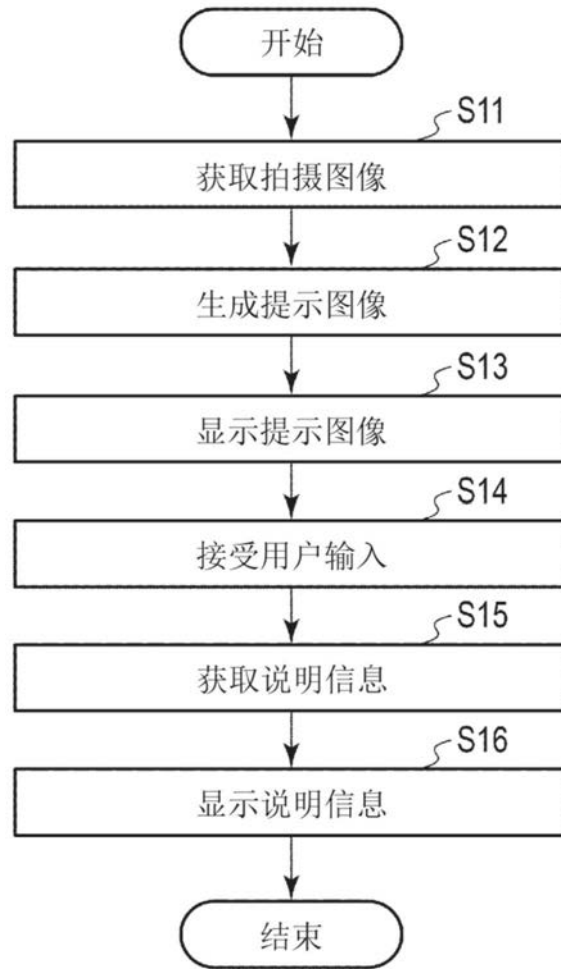 开始
S11
获取拍摄图像
S12
生成提示图像
S13
显示提示图像
S14
接受用户输入
S15
获取说明信息
S16
显示说明信息
结束